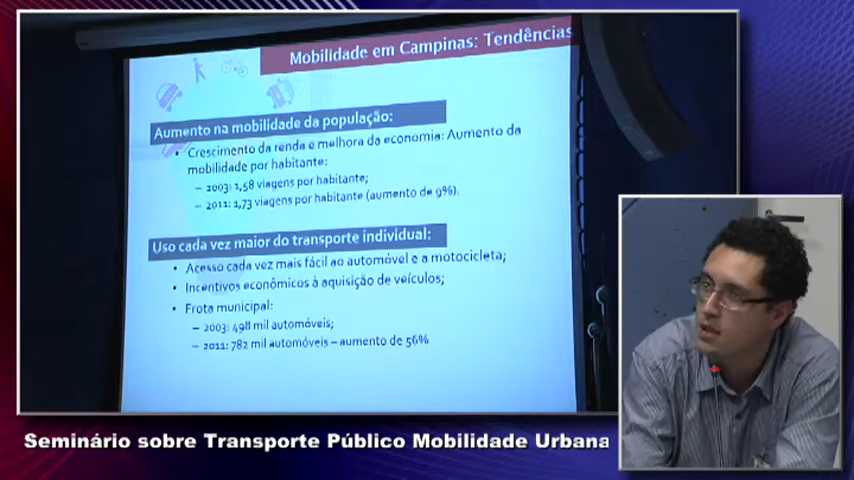 Mobilidade em Campinas: Tendências
Aumento na mobilidade da população:
• Crescimento da renda e melhora da economia: Aumento da
mobilidade por habitante:
– 2003: 1,58 viagens por habitante;
– 2011: 1,73 viagens por habitante (aumento de 9%).
Uso cada vez maior do transporte individual:
• Acesso cada vez mais fácil ao automóvel e a motocicleta;
• Incentivos econômicos à aquisição de veículos;
• Frota municipal:
– 2003: 498 mil automóveis;
– 2011: 782 mil automóveis – aumento de 56%
Seminário sobre Transporte Público Mobilidade Urbana